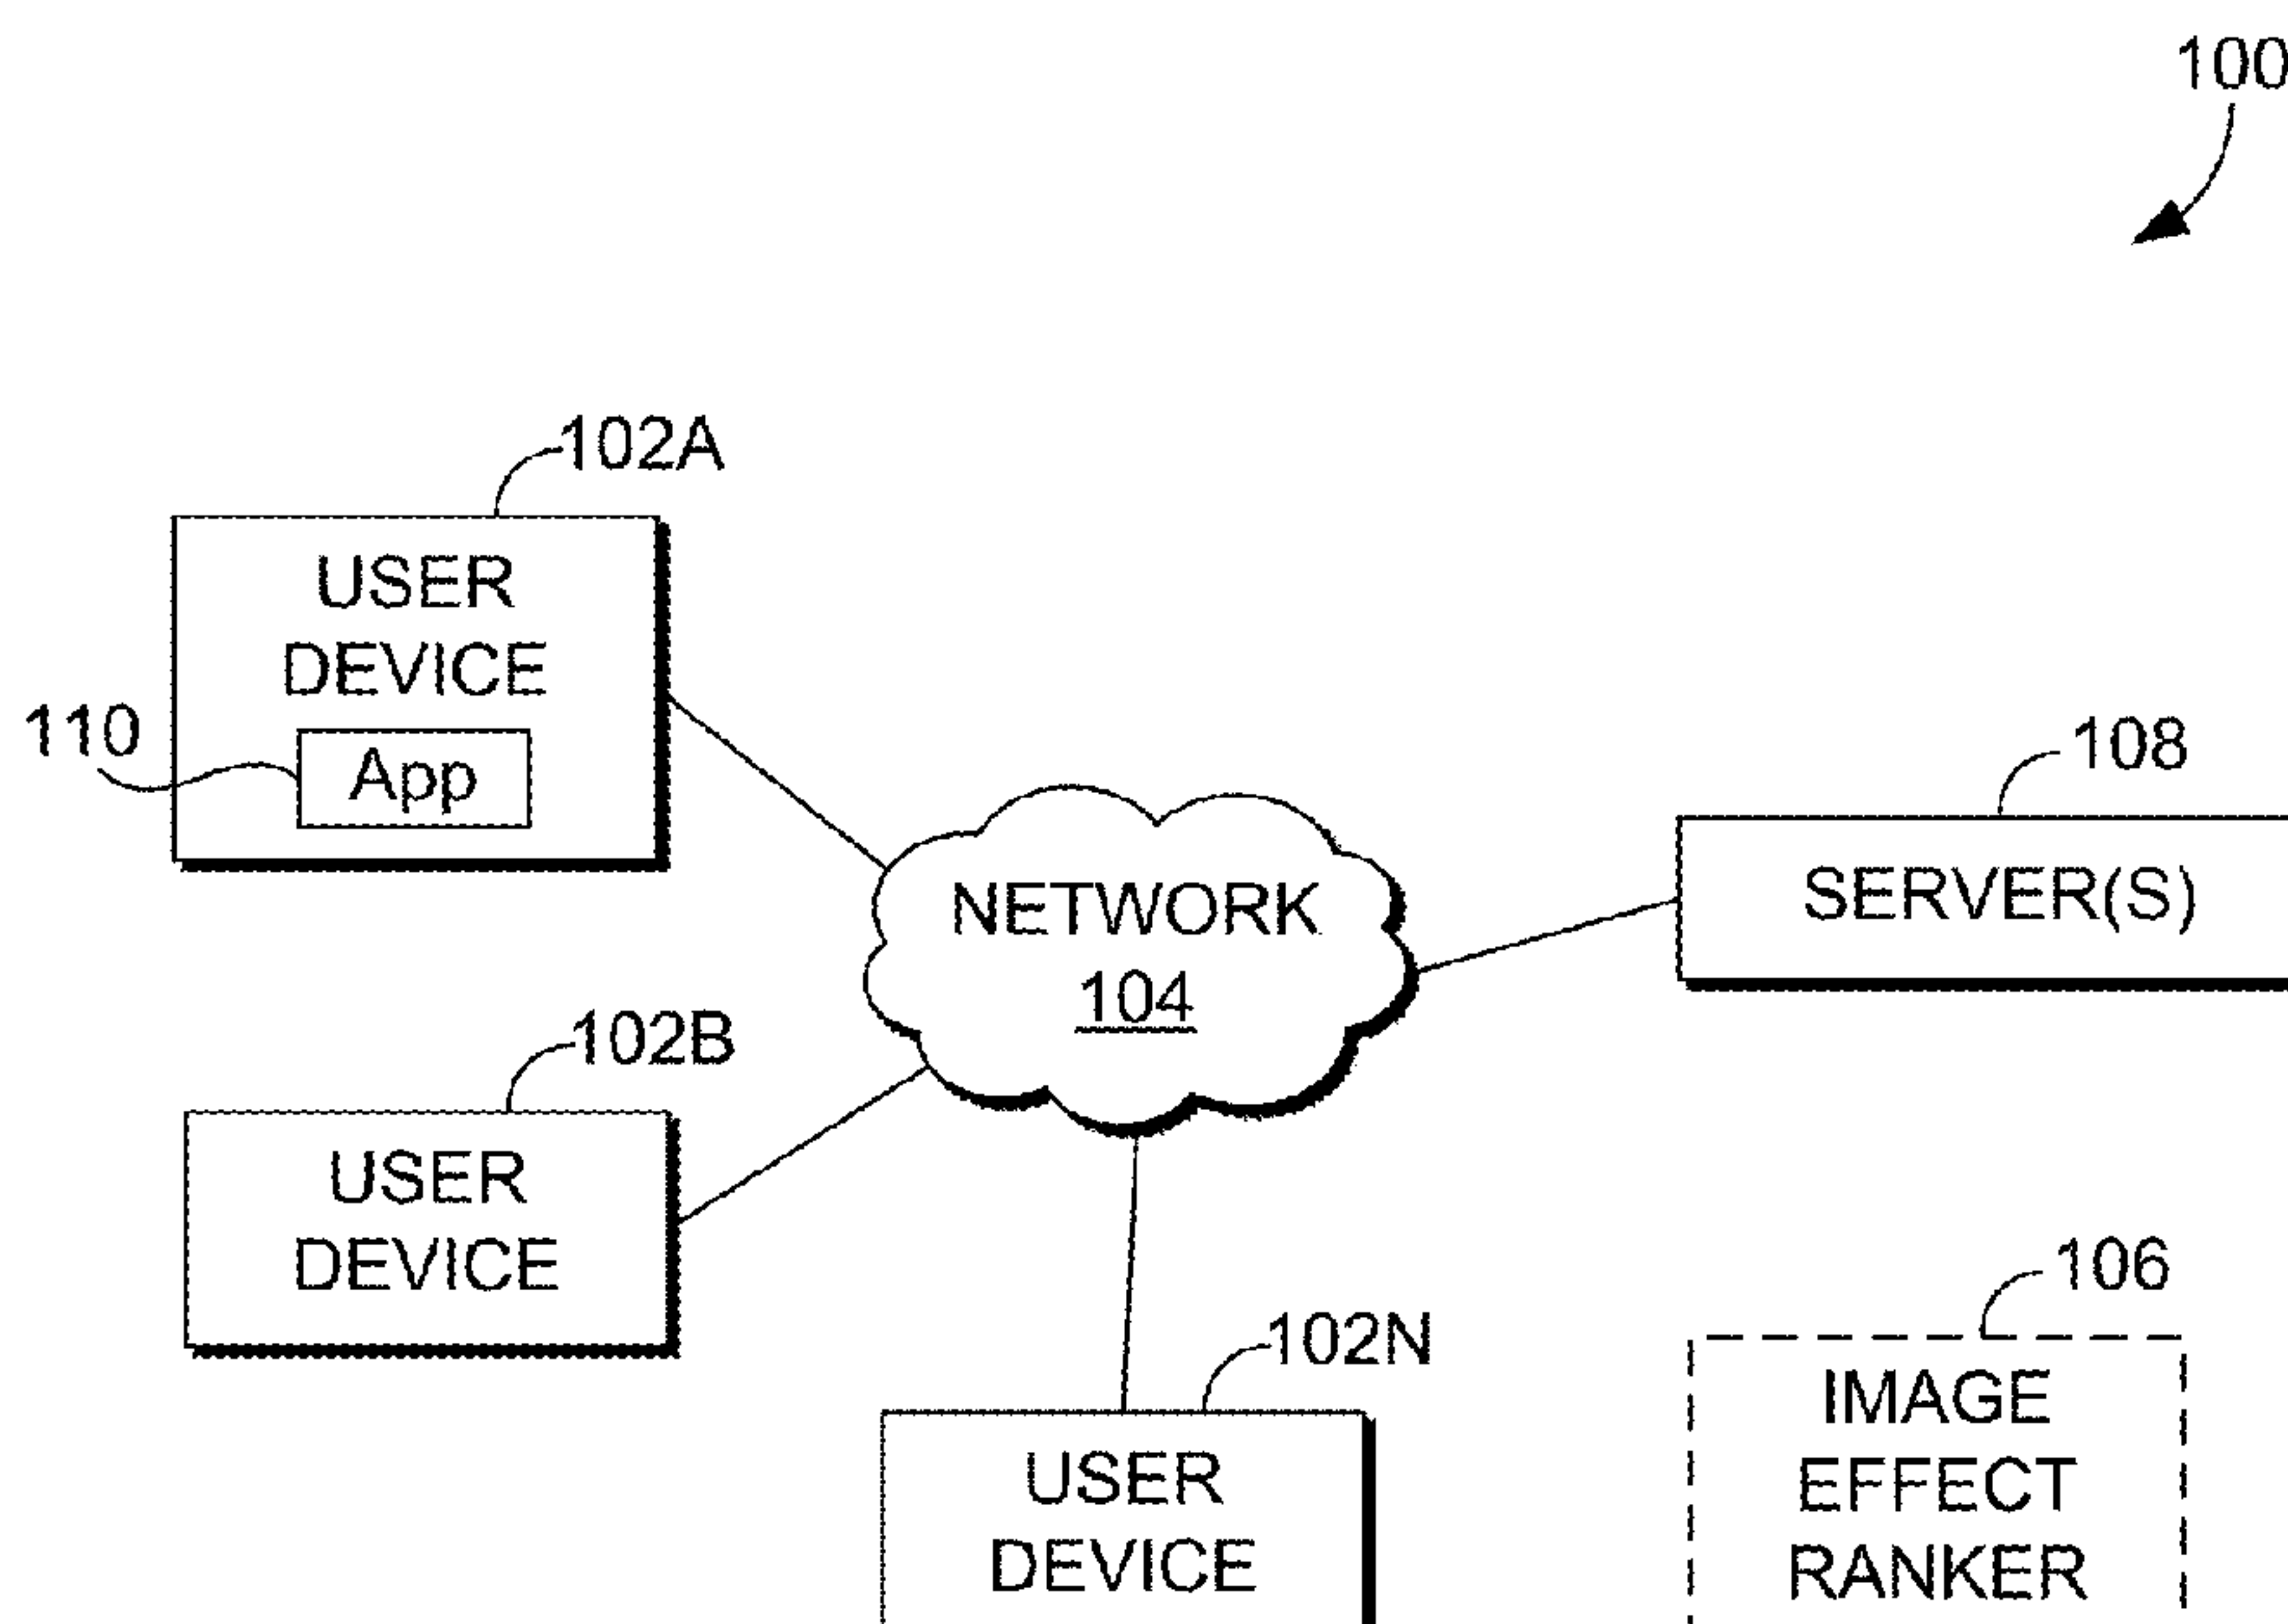 100
102A
USER
DEVICE
110
App
108
SERVER(S)
NETWORK
104
102B
USER
DEVICE
106
IMAGE
EFFECT
RANKER
102N
USER
DEVICE